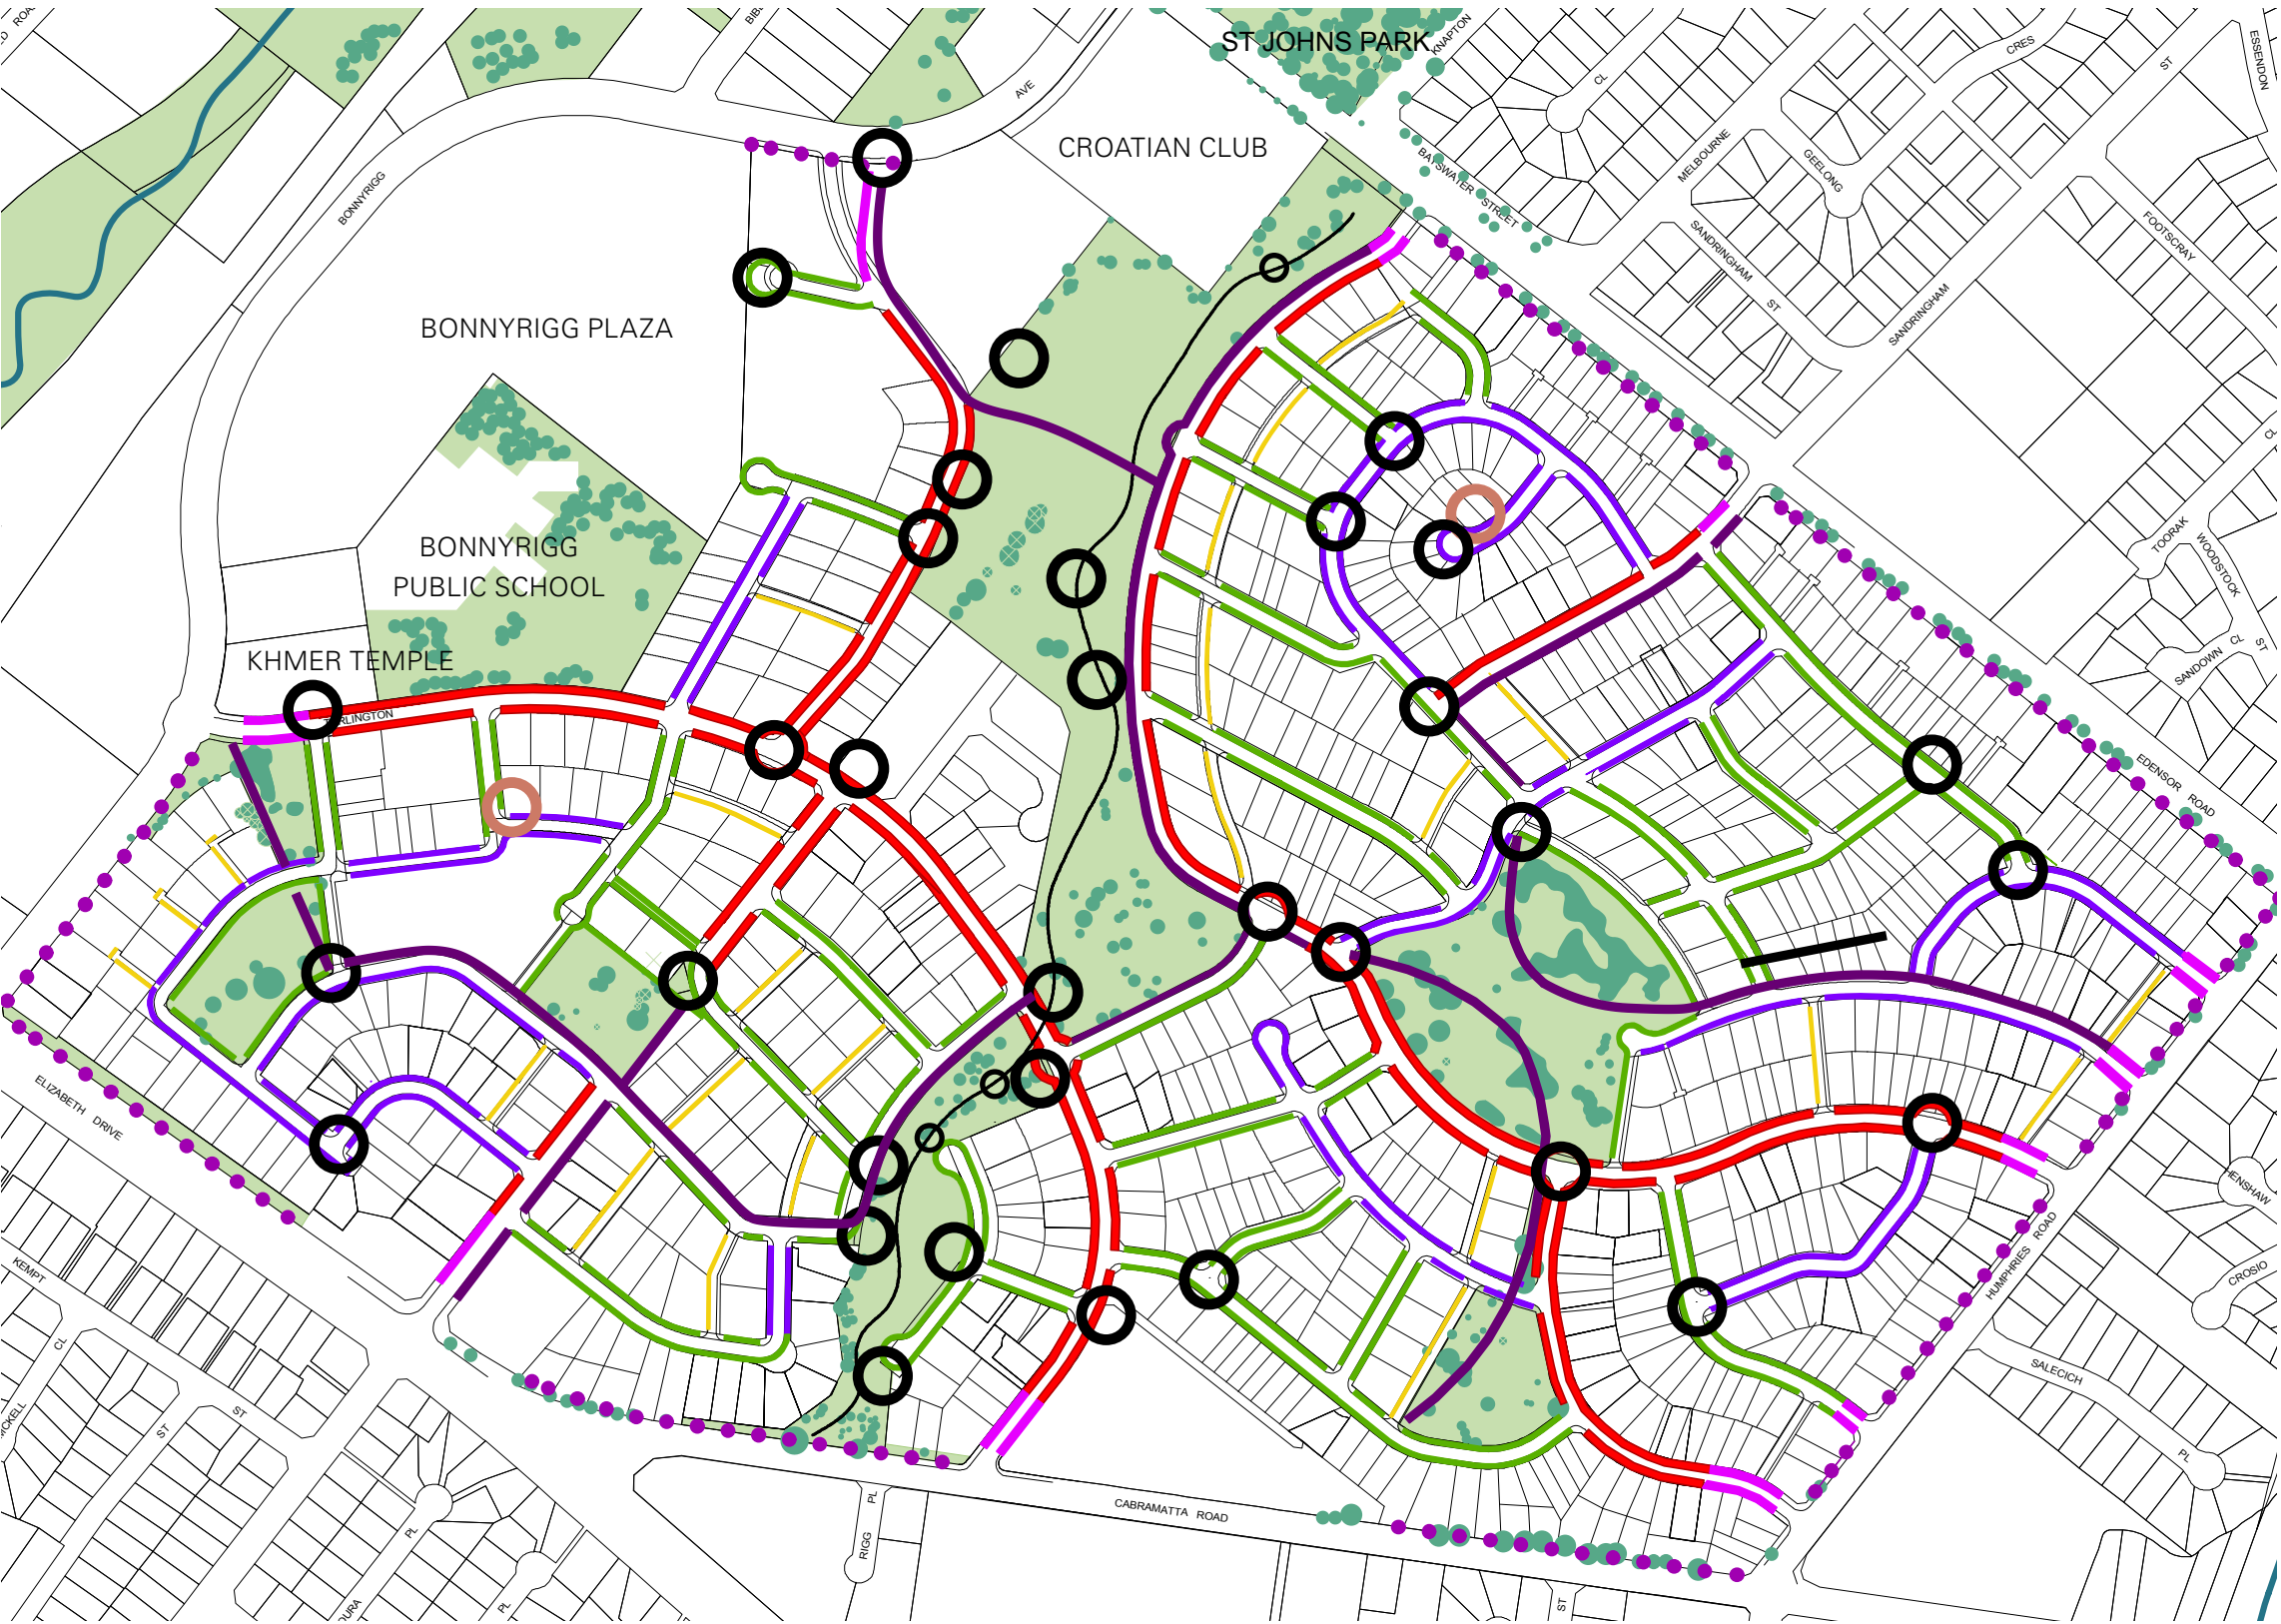 ST JOHNS PARK
KNAPTON
CL
CRES
ST
ESSENDON
AVE
CROATIAN CLUB
BAYSWATER STREET
MELBOURNE
GEELONG
BONNYRIGG
SANDRINGHAM ST
FOOTSCRAY
SANDRINGHAM
BONNYRIGG PLAZA
CL
BONNYRIGG
PUBLIC SCHOOL
TOORAK
WOODSTOCK
ST
CL
SANDOWN
KHMER TEMPLE
EDENSOR ROAD
ELIZABETH DRIVE
HENSHAW
HUMPHRIES ROAD
CROSIO
KEMPT
CL
SALECICH
PL
ST
ST
PL
CABRAMATTA ROAD
RIGG
PL
PL
ST